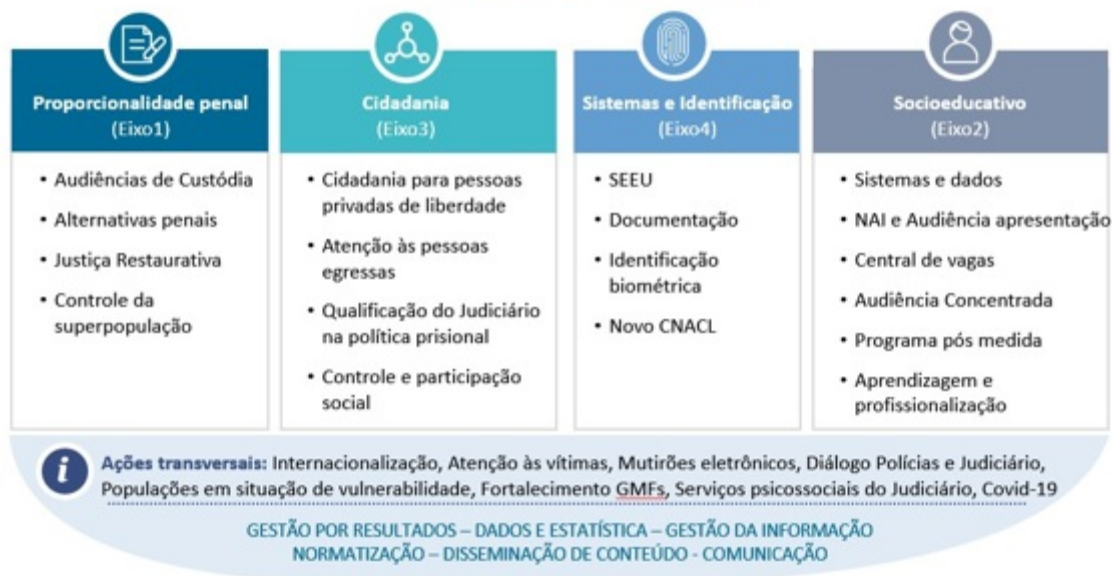 Proporcionalidade penal
(Eixo1)
• Audiências de Custódia
• Alternativas penais
• Justiça Restaurativa
• Controle da
superpopulação
Cidadania
(Eixo3)
• Cidadania para pessoas
privadas de liberdade
• Atenção às pessoas
egressas
• Qualificação do Judiciário
na política prisional
• Controle e participação
social
Sistemas e Identificação
(Eixo4)
• SEEU
• Documentação
• Identificação
biométrica
• Novo CNACL
Socioeducativo
(Eixo2)
• Sistemas e dados
• NAI e Audiência apresentação
• Central de vagas
• Audiência Concentrada
• Programa pós medida
• Aprendizagem e
profissionalização
i
Ações transversais: Internacionalização, Atenção às vítimas, Mutirões eletrônicos, Diálogo Polícias e Judiciário,
Populações em situação de vulnerabilidade, Fortalecimento GMFs, Serviços psicossociais do Judiciário, Covid-19
GESTÃO POR RESULTADOS – DADOS E ESTATÍSTICA – GESTÃO DA INFORMAÇÃO
NORMATIZAÇÃO – DISSEMINAÇÃO DE CONTEÚDO - COMUNICAÇÃO